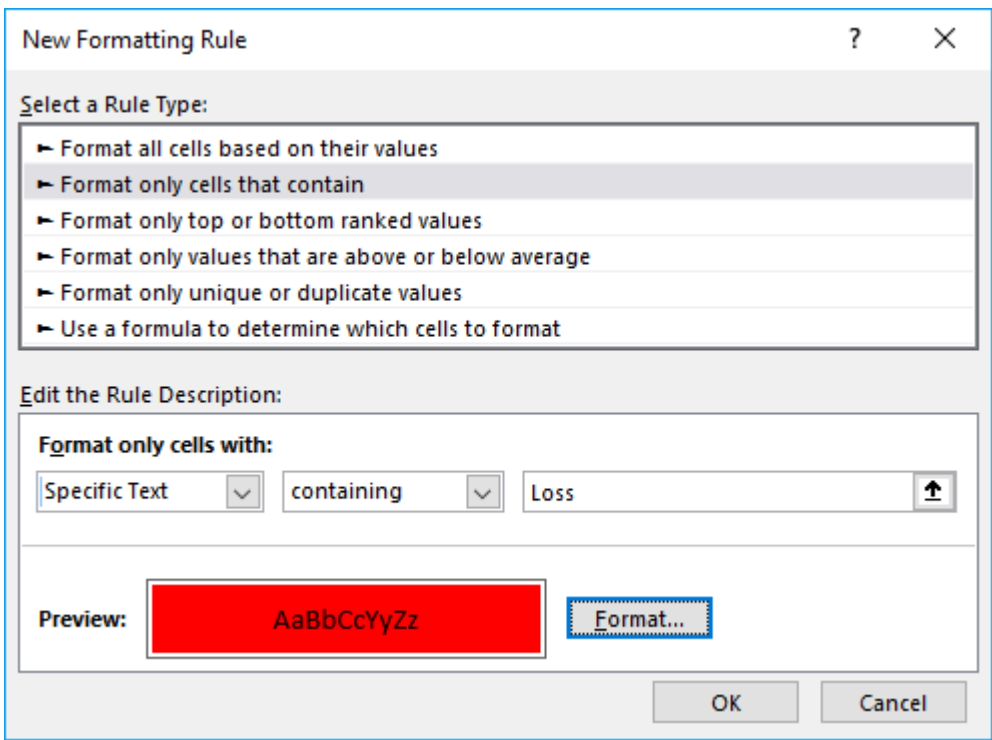 New Formatting Rule ?
Select a Rule Type:
► Format all cells based on their values
► Format only cells that contain
► Format only top or bottom ranked values
► Format only values that are above or below average
► Format only unique or duplicate values
► Use a formula to determine which cells to format
Edit the Rule Description:
Format only cells with:
Specific Text containing Loss
Preview: AaBbCcYyZz Format...
OK Cancel